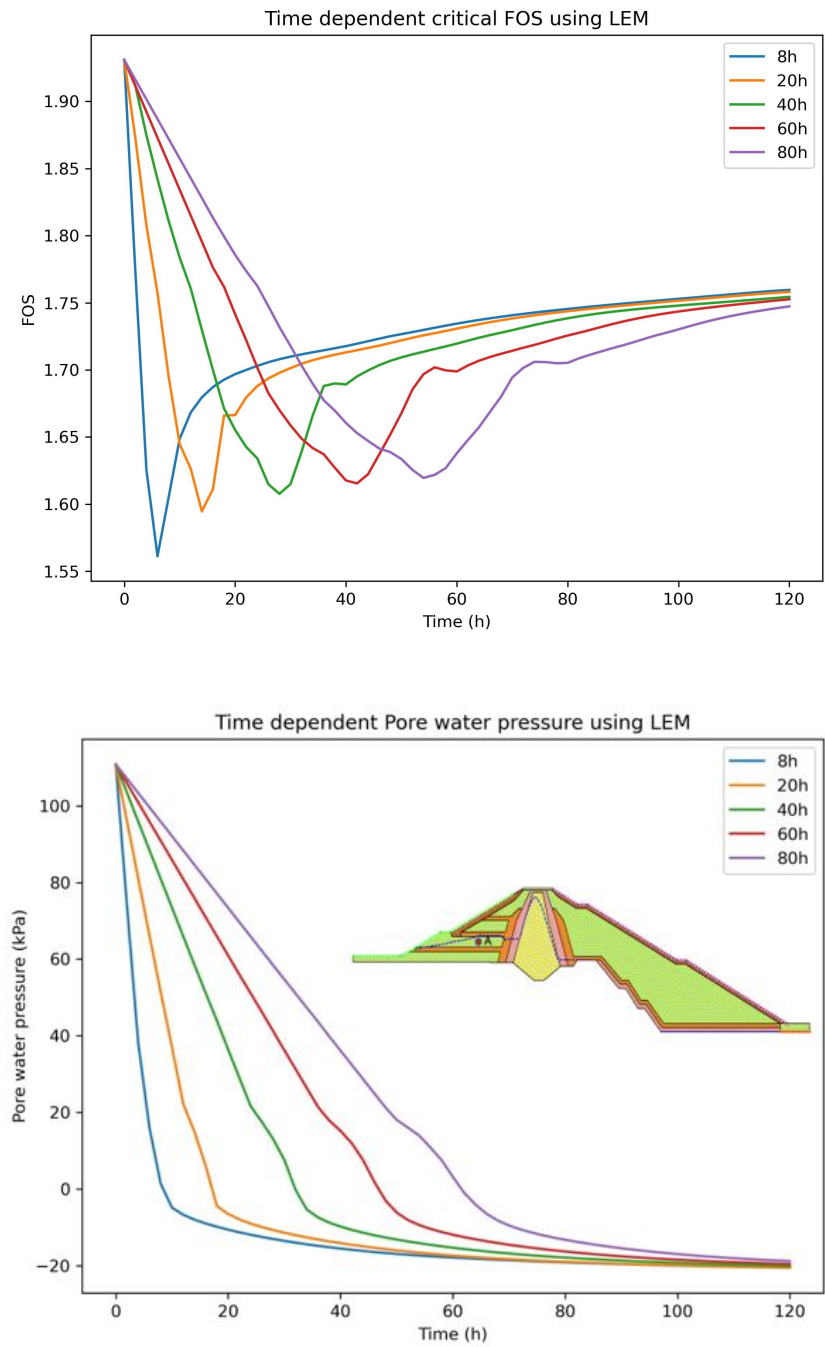 Time dependent critical FOS using LEM
8h
20h
40h
60h
80h
FOS
1.90
1.85
1.80
1.75
1.70
1.65
1.60
1.55
0 20 40 60 80 100 120
Time (h)
Time dependent Pore water pressure using LEM
8h
20h
40h
60h
80h
Pore water pressure (kPa)
100
80
60
40
20
0
−20
A
0 20 40 60 80 100 120
Time (h)